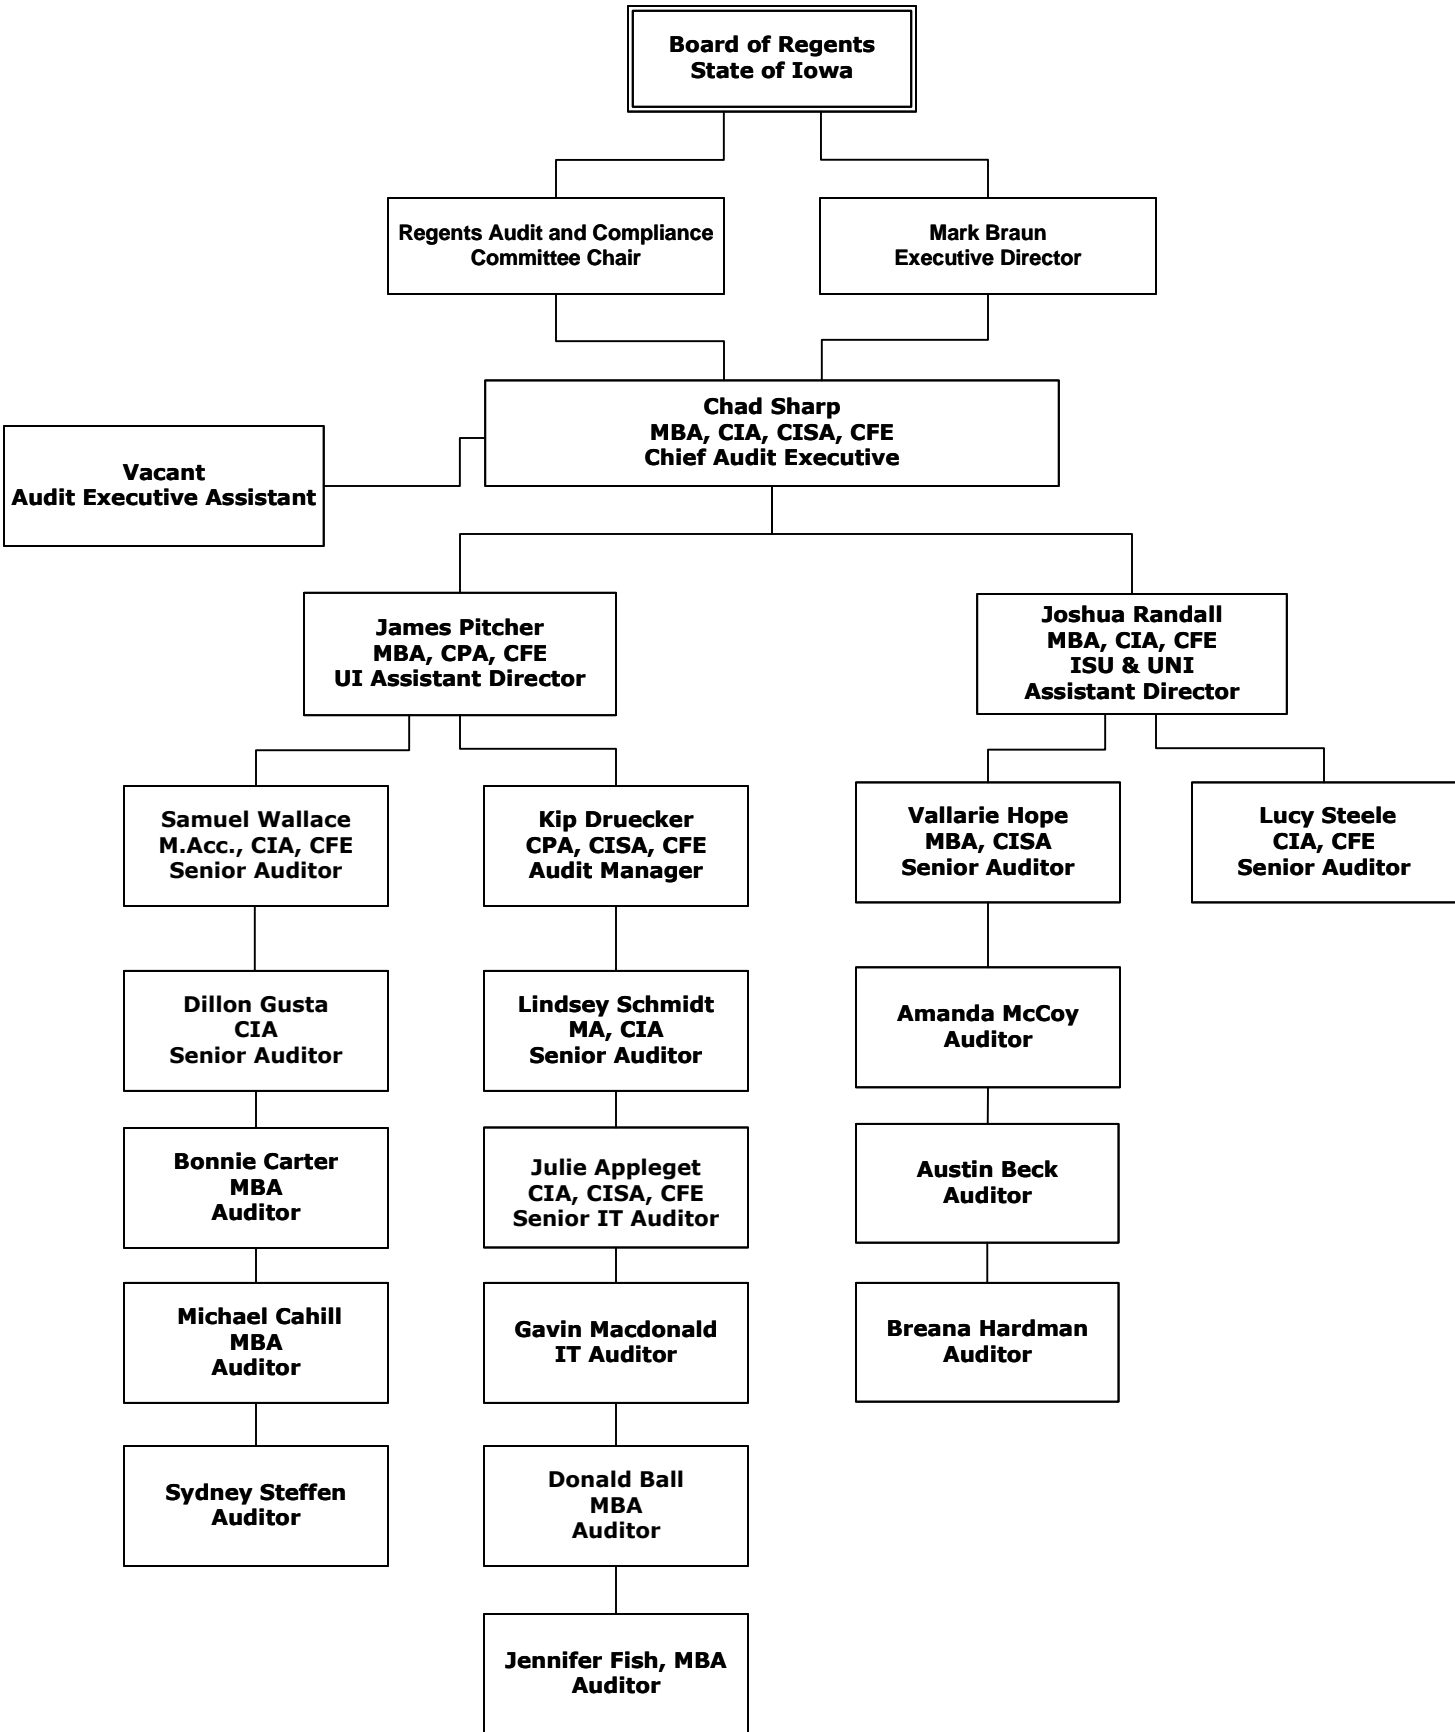 Board of Regents
State of Iowa
Regents Audit and Compliance
Committee Chair
Mark Braun
Executive Director
Chad Sharp
MBA, CIA, CISA, CFE
Chief Audit Executive
Vacant
Audit Executive Assistant
James Pitcher
MBA, CPA, CFE
UI Assistant Director
Joshua Randall
MBA, CIA, CFE
ISU & UNI
Assistant Director
Samuel Wallace
M.Acc., CIA, CFE
Senior Auditor
Kip Druecker
CPA, CISA, CFE
Audit Manager
Vallarie Hope
MBA, CISA
Senior Auditor
Lucy Steele
CIA, CFE
Senior Auditor
Dillon Gusta
CIA
Senior Auditor
Lindsey Schmidt
MA, CIA
Senior Auditor
Amanda McCoy
Auditor
Bonnie Carter
MBA
Auditor
Julie Appleget
CIA, CISA, CFE
Senior IT Auditor
Austin Beck
Auditor
Michael Cahill
MBA
Auditor
Gavin Macdonald
IT Auditor
Breana Hardman
Auditor
Sydney Steffen
Auditor
Donald Ball
MBA
Auditor
Jennifer Fish, MBA
Auditor